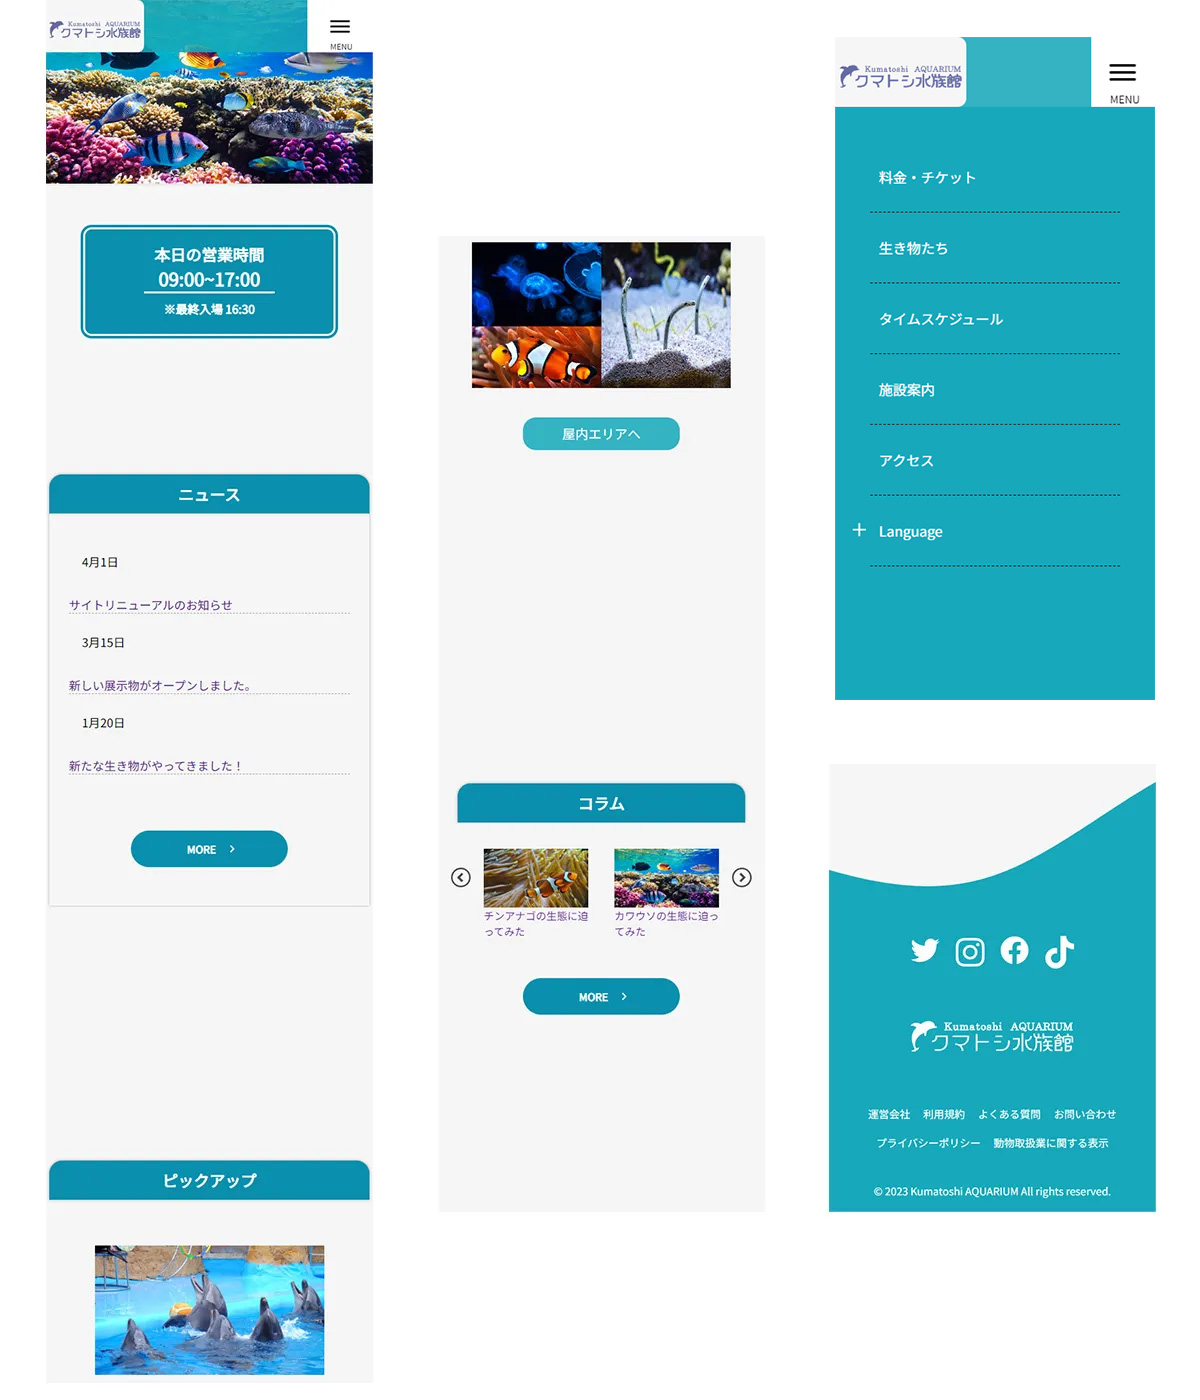 Kumatoshi AQUARIUM
クマトシ水族館
MENU
本日の営業時間
09:00~17:00
※最終入場 16:30
ニュース
4月1日
サイトリニューアルのお知らせ
3月15日
新しい展示物がオープンしました。
1月20日
新たな生き物がやってきました！
MORE
ピックアップ
屋内エリアへ
コラム
チンアナゴの生態に迫
ってみた
カワウソの生態に迫っ
てみた
MORE
Kumatoshi AQUARIUM
クマトシ水族館
MENU
料金・チケット
生き物たち
タイムスケジュール
施設案内
アクセス
Language
Kumatoshi AQUARIUM
クマトシ水族館
運営会社 利用規約 よくある質問 お問い合わせ
プライバシーポリシー 動物取扱業に関する表示
© 2023 Kumatoshi AQUARIUM All rights reserved.